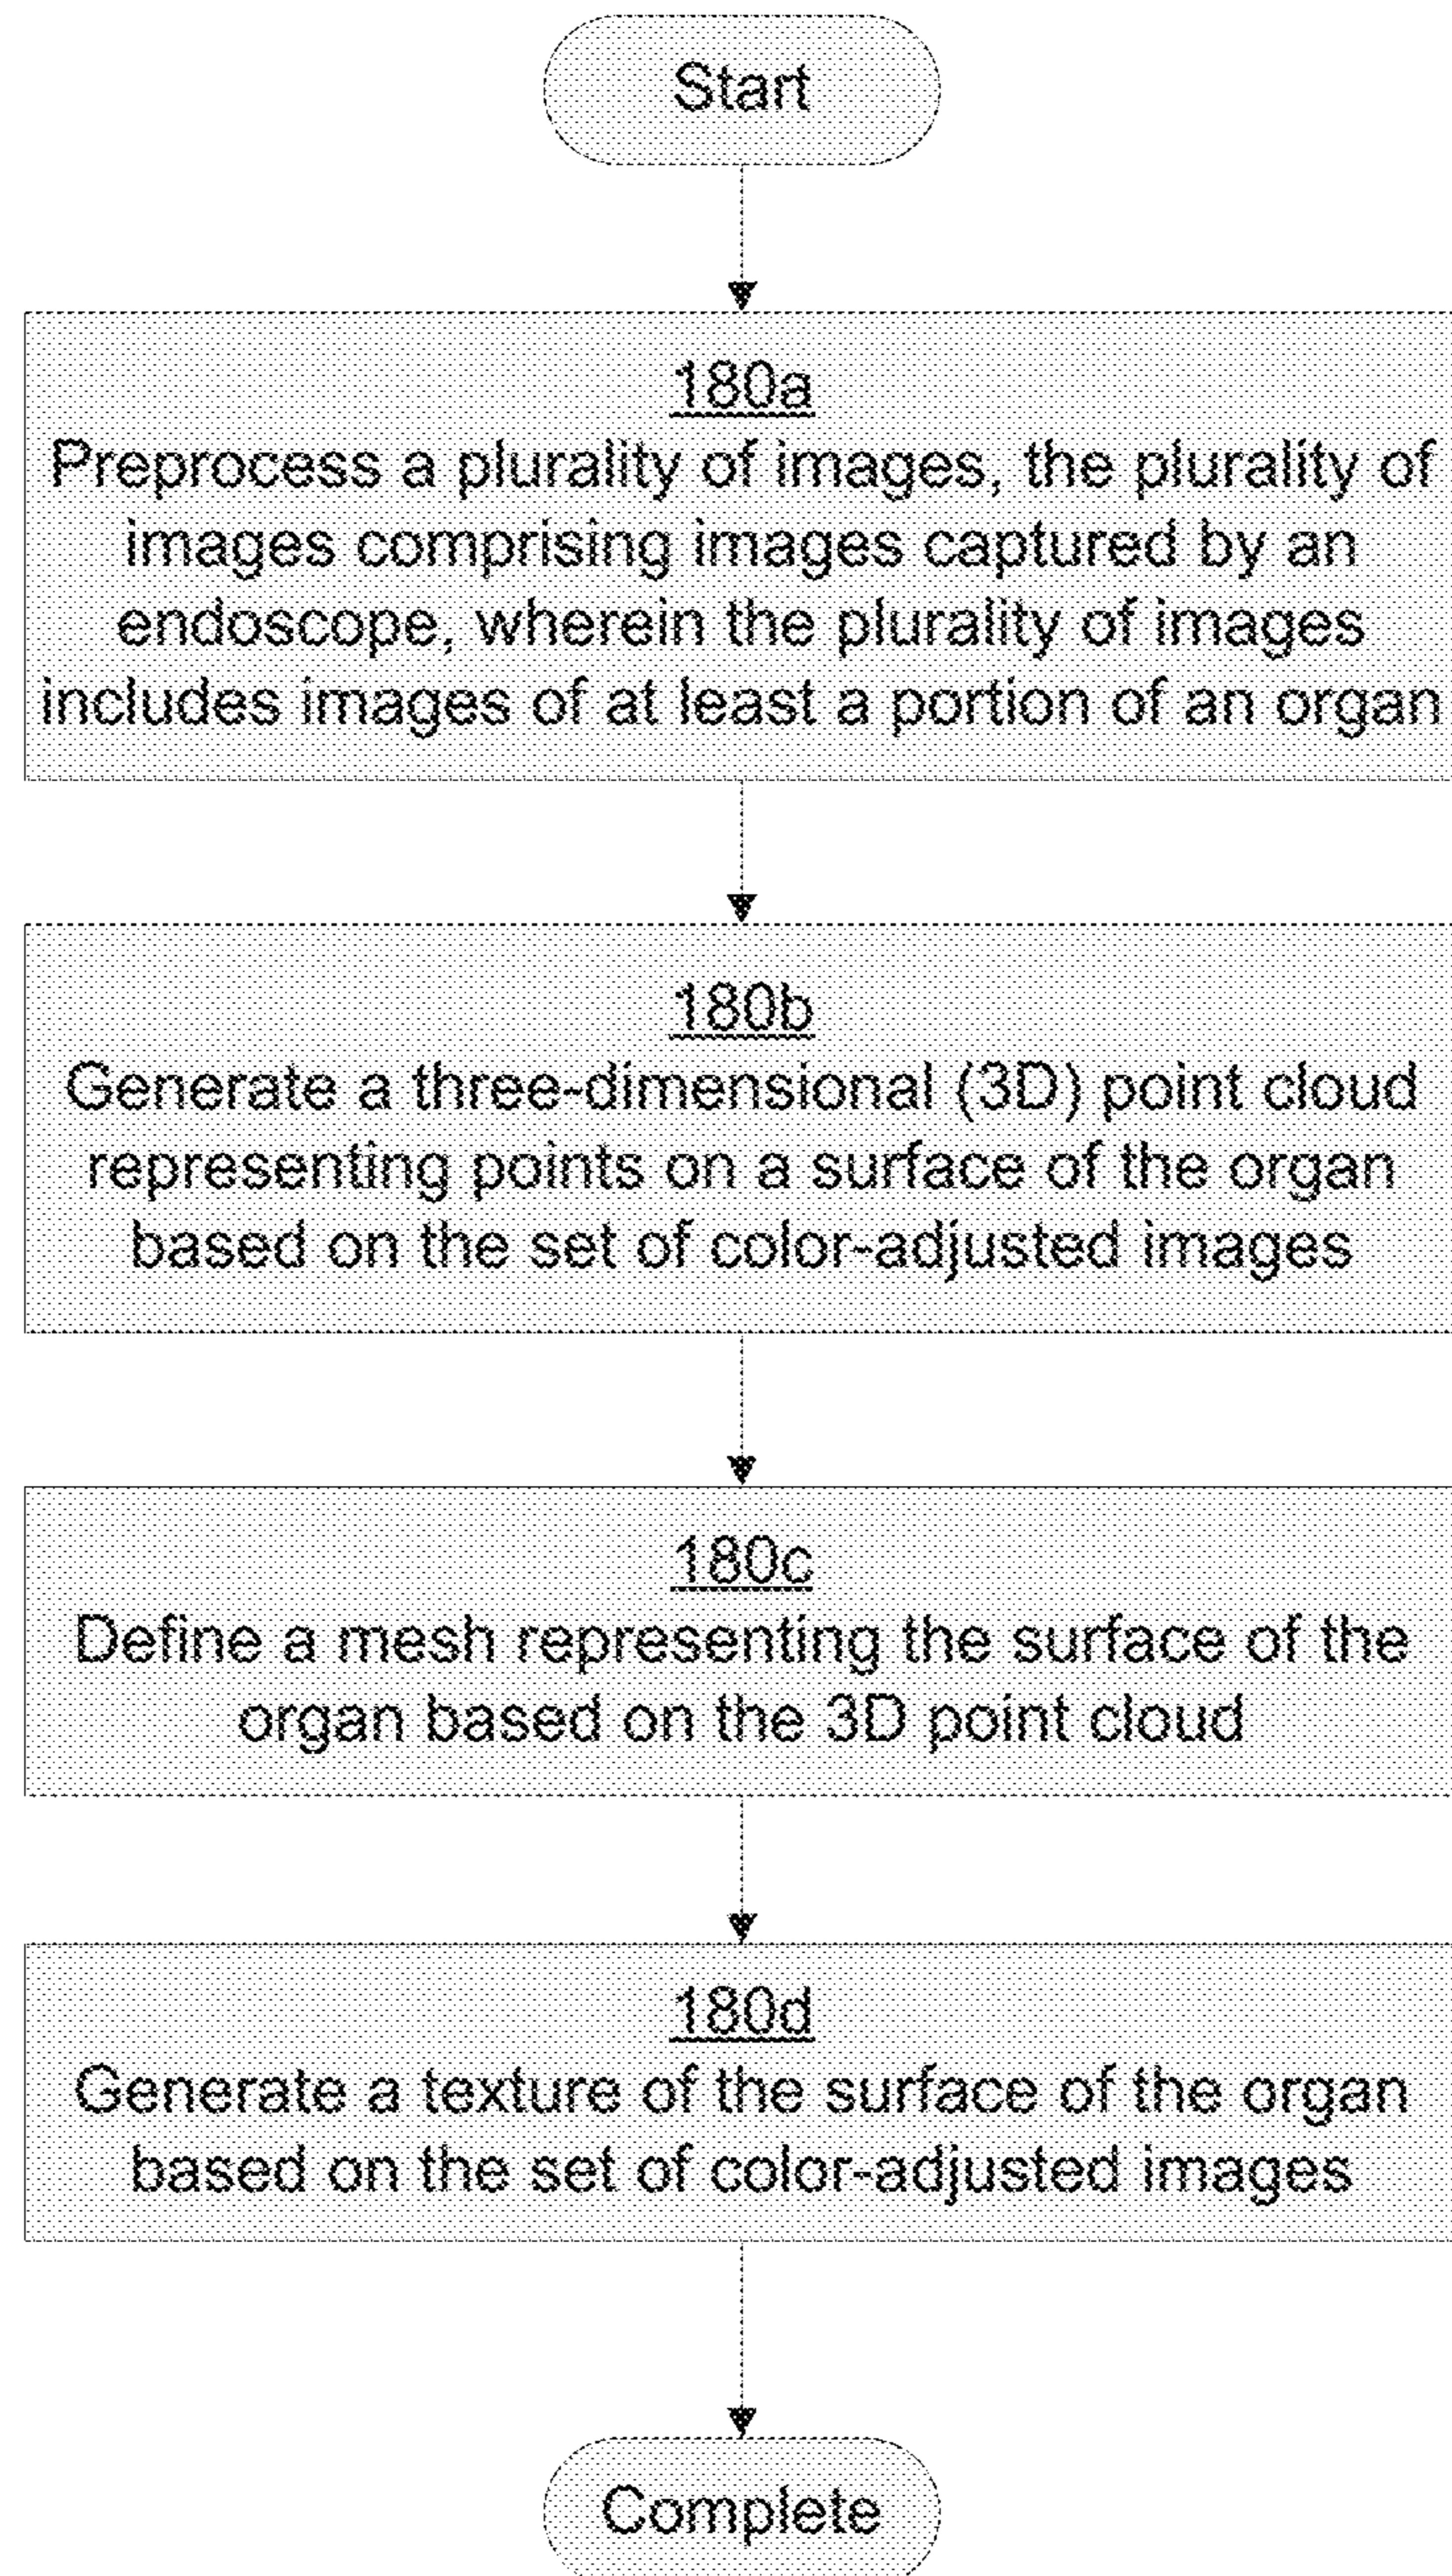 Start
180a
Preprocess a plurality of images, the plurality of
images comprising images captured by an
endoscope, wherein the plurality of images
includes images of at least a portion of an organ
180b
Generate a three-dimensional (3D) point cloud
representing points on a surface of the organ
based on the set of color-adjusted images
180c
Define a mesh representing the surface of the
organ based on the 3D point cloud
180d
Generate a texture of the surface of the organ
based on the set of color-adjusted images
Complete